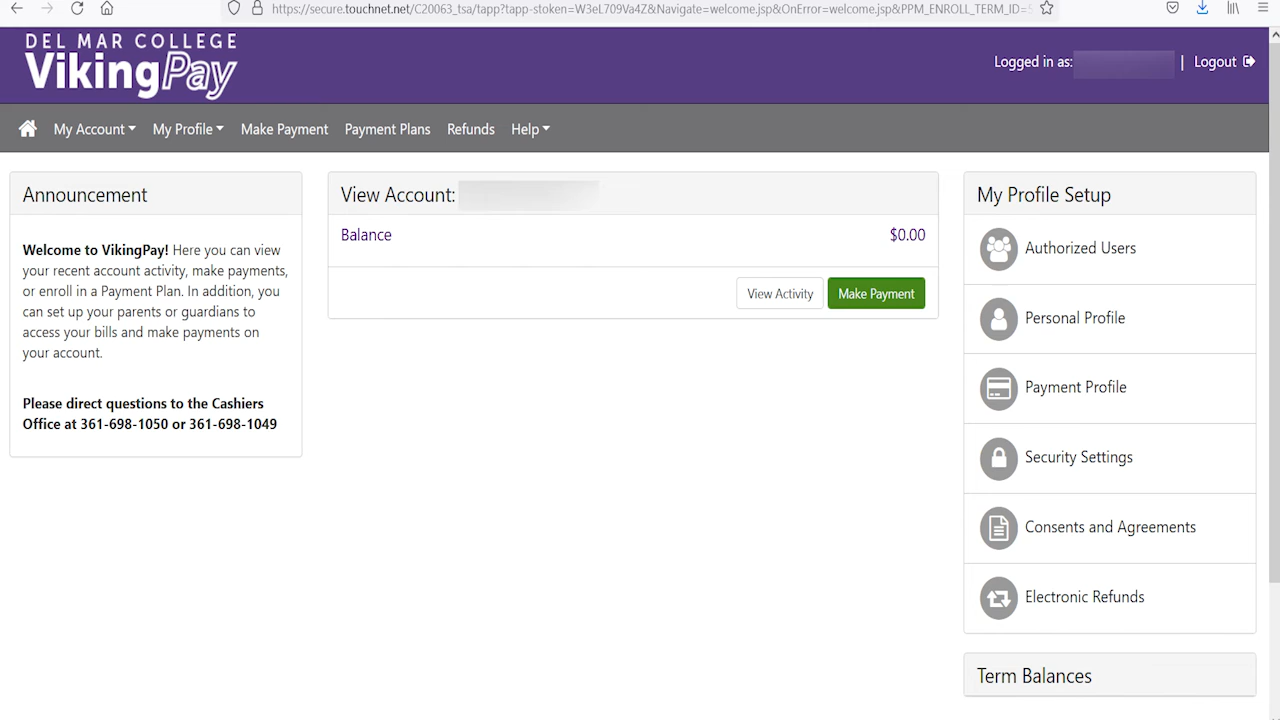 https://secure.touchnet.net/C20063_tsa/tapp?tapp-stoken=W3eL709Va4Z&Navigate=welcome.jsp&OnError=welcome.jsp&PPM_ENROLL_TERM_ID=
DEL MAR COLLEGE
VikingPay
Logged in as:
| Logout
My Account
My Profile
Make Payment
Payment Plans
Refunds
Help
Announcement
Welcome to VikingPay! Here you can view
your recent account activity, make payments,
or enroll in a Payment Plan. In addition, you
can set up your parents or guardians to
access your bills and make payments on
your account.
Please direct questions to the Cashiers
Office at 361-698-1050 or 361-698-1049
View Account:
Balance $0.00
View Activity
Make Payment
My Profile Setup
Authorized Users
Personal Profile
Payment Profile
Security Settings
Consents and Agreements
Electronic Refunds
Term Balances